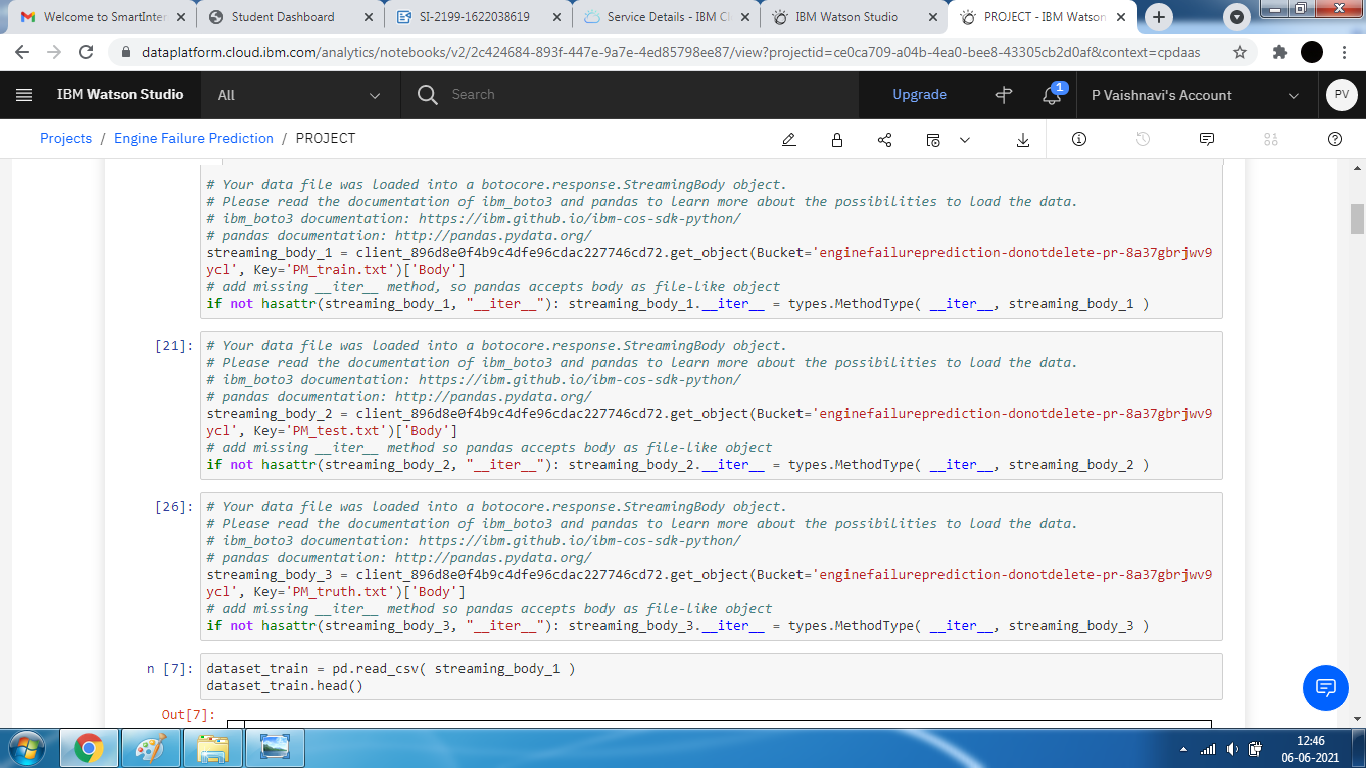 Welcome to SmartInter
Student Dashboard
SI-2199-1622038619
Service Details - IBM Cl
IBM Watson Studio
PROJECT - IBM Watson
dataplatform.cloud.ibm.com/analytics/notebooks/v2/2c424684-893f-447e-9a7e-4ed85798ee87/view?projectid=ce0ca709-a04b-4ea0-bee8-43305cb2d0af&context=cpdaas
IBM Watson Studio
All
Search
Upgrade
1
P Vaishnavi's Account
PV
Projects / Engine Failure Prediction / PROJECT
# Your data file was loaded into a botocore.response.StreamingBody object.
# Please read the documentation of ibm_boto3 and pandas to learn more about the possibilities to load the data.
# ibm_boto3 documentation: https://ibm.github.io/ibm-cos-sdk-python/
# pandas documentation: http://pandas.pydata.org/
streaming_body_1 = client_896d8e0f4b9c4dfe96cdac227746cd72.get_object(Bucket='enginefailureprediction-donotdelete-pr-8a37gbrjwv9
ycl', Key='PM_train.txt')['Body']
# add missing __iter__ method, so pandas accepts body as file-like object
if not hasattr(streaming_body_1, "__iter__"): streaming_body_1.__iter__ = types.MethodType( __iter__, streaming_body_1 )
[21]: # Your data file was loaded into a botocore.response.StreamingBody object.
# Please read the documentation of ibm_boto3 and pandas to learn more about the possibilities to load the data.
# ibm_boto3 documentation: https://ibm.github.io/ibm-cos-sdk-python/
# pandas documentation: http://pandas.pydata.org/
streaming_body_2 = client_896d8e0f4b9c4dfe96cdac227746cd72.get_object(Bucket='enginefailureprediction-donotdelete-pr-8a37gbrjwv9
ycl', Key='PM_test.txt')['Body']
# add missing __iter__ method so pandas accepts body as file-like object
if not hasattr(streaming_body_2, "__iter__"): streaming_body_2.__iter__ = types.MethodType( __iter__, streaming_body_2 )
[26]: # Your data file was loaded into a botocore.response.StreamingBody object.
# Please read the documentation of ibm_boto3 and pandas to learn more about the possibilities to load the data.
# ibm_boto3 documentation: https://ibm.github.io/ibm-cos-sdk-python/
# pandas documentation: http://pandas.pydata.org/
streaming_body_3 = client_896d8e0f4b9c4dfe96cdac227746cd72.get_object(Bucket='enginefailureprediction-donotdelete-pr-8a37gbrjwv9
ycl', Key='PM_truth.txt')['Body']
# add missing __iter__ method so pandas accepts body as file-like object
if not hasattr(streaming_body_3, "__iter__"): streaming_body_3.__iter__ = types.MethodType( __iter__, streaming_body_3 )
n [7]: dataset_train = pd.read_csv( streaming_body_1 )
dataset_train.head()
Out[7]:
12:46
06-06-2021